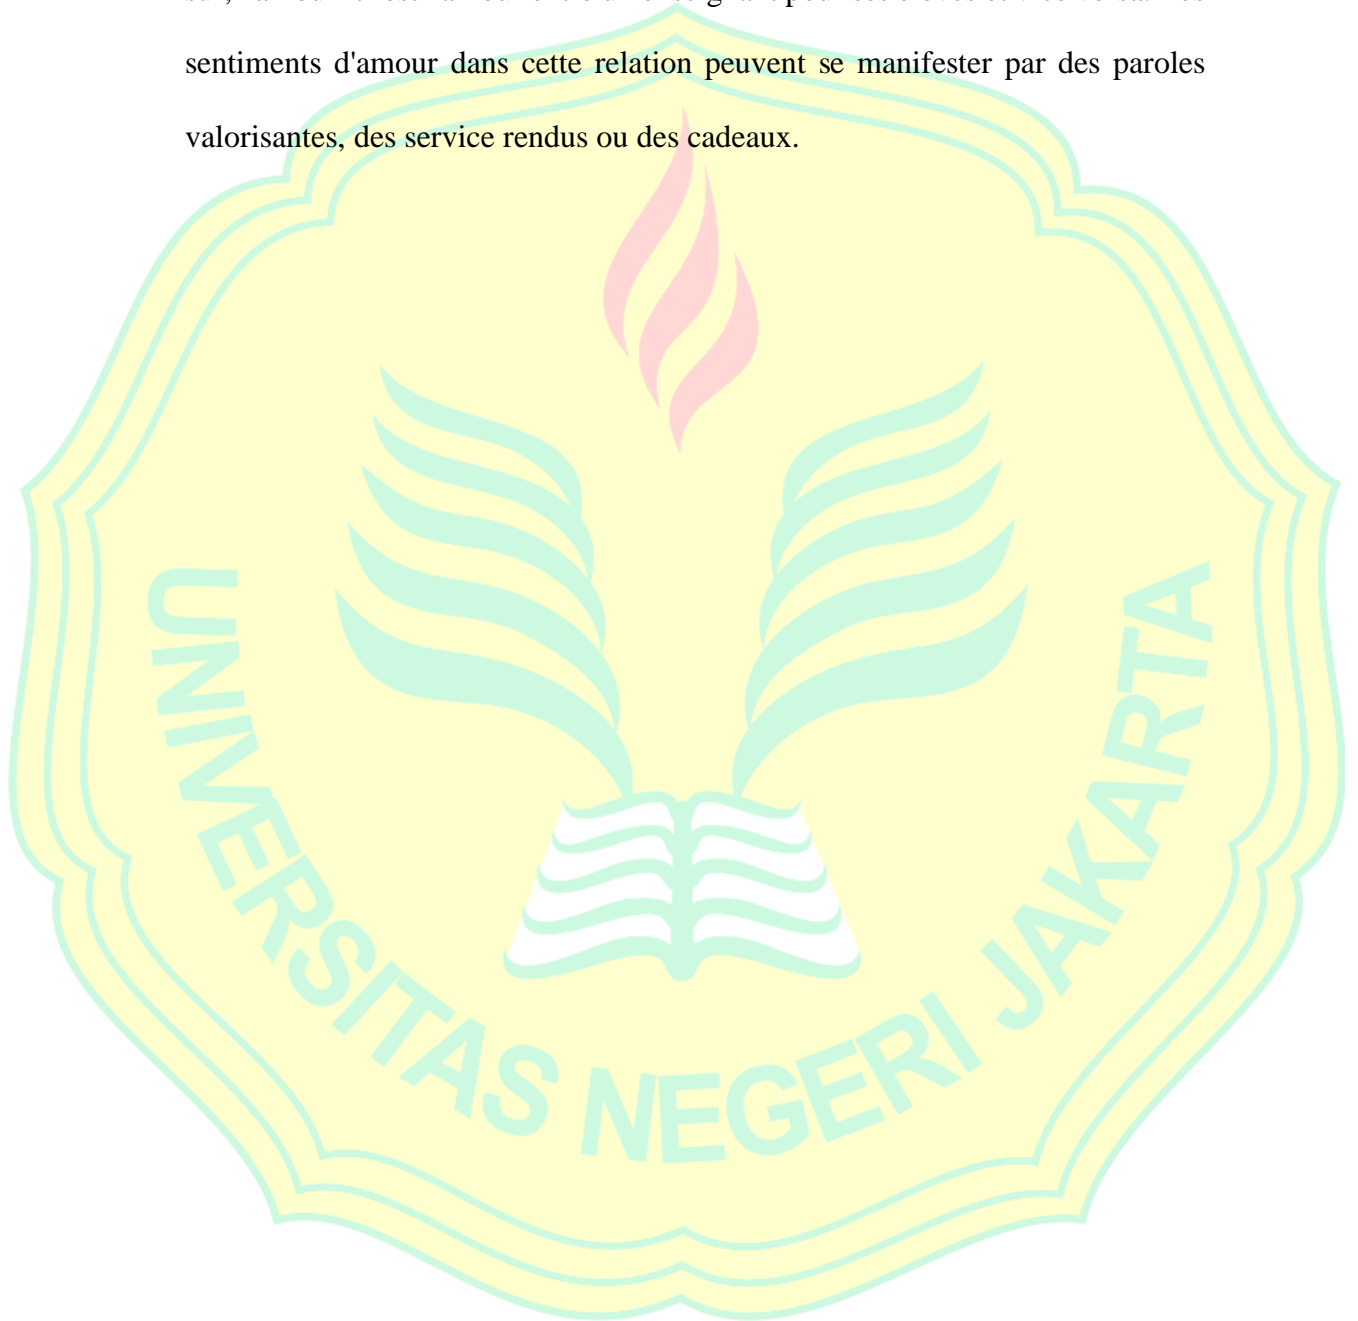 sentiments d'amour dans cette relation peuvent se manifester par des paroles
valorisantes, des service rendus ou des cadeaux.
UNIVERSITAS NEGERI JAKARTA